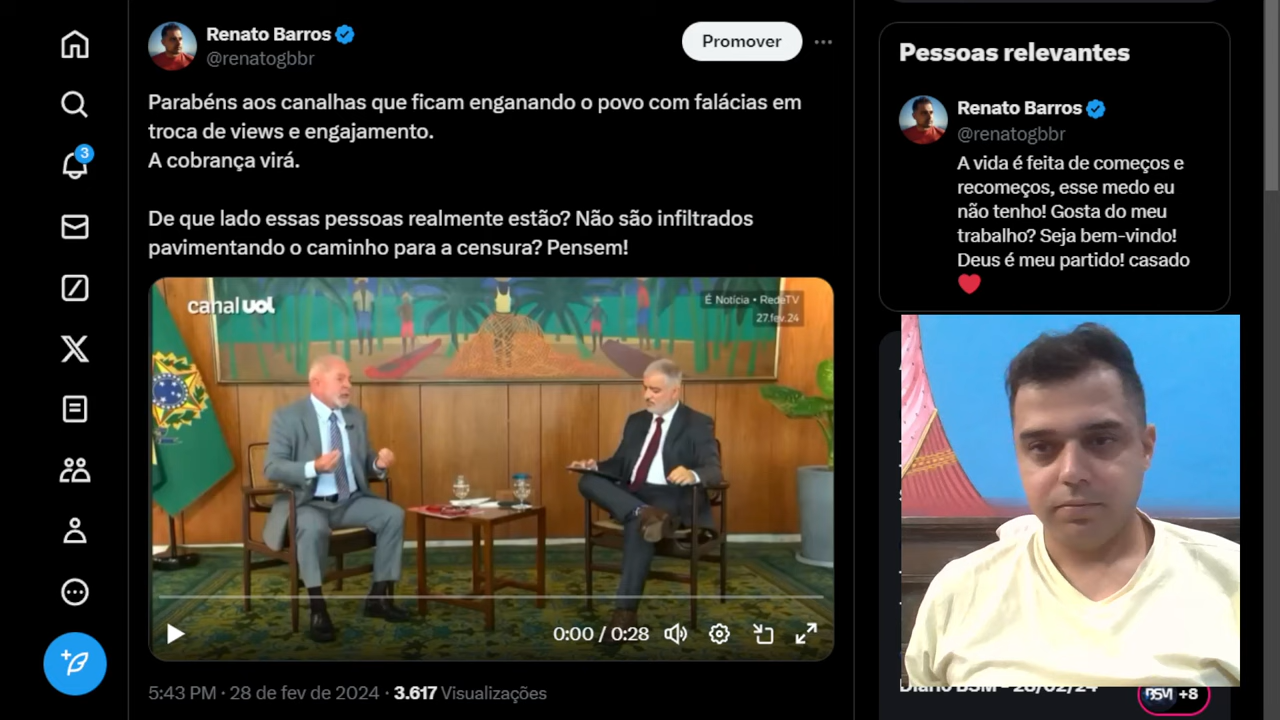 Renato Barros
@renatogbbr
Promover
Parabéns aos canalhas que ficam enganando o povo com falácias em
troca de views e engajamento.
A cobrança virá.
De que lado essas pessoas realmente estão? Não são infiltrados
pavimentando o caminho para a censura? Pensem!
canal uol
É Notícia • RedeTV
27.fev.24
0:00 / 0:28
5:43 PM · 28 de fev de 2024 · 3.617 Visualizações
3
Pessoas relevantes
Renato Barros
@renatogbbr
A vida é feita de começos e
recomeços, esse medo eu
não tenho! Gosta do meu
trabalho? Seja bem-vindo!
Deus é meu partido! casado
Diário BSM - 28/02/24
BSM +8